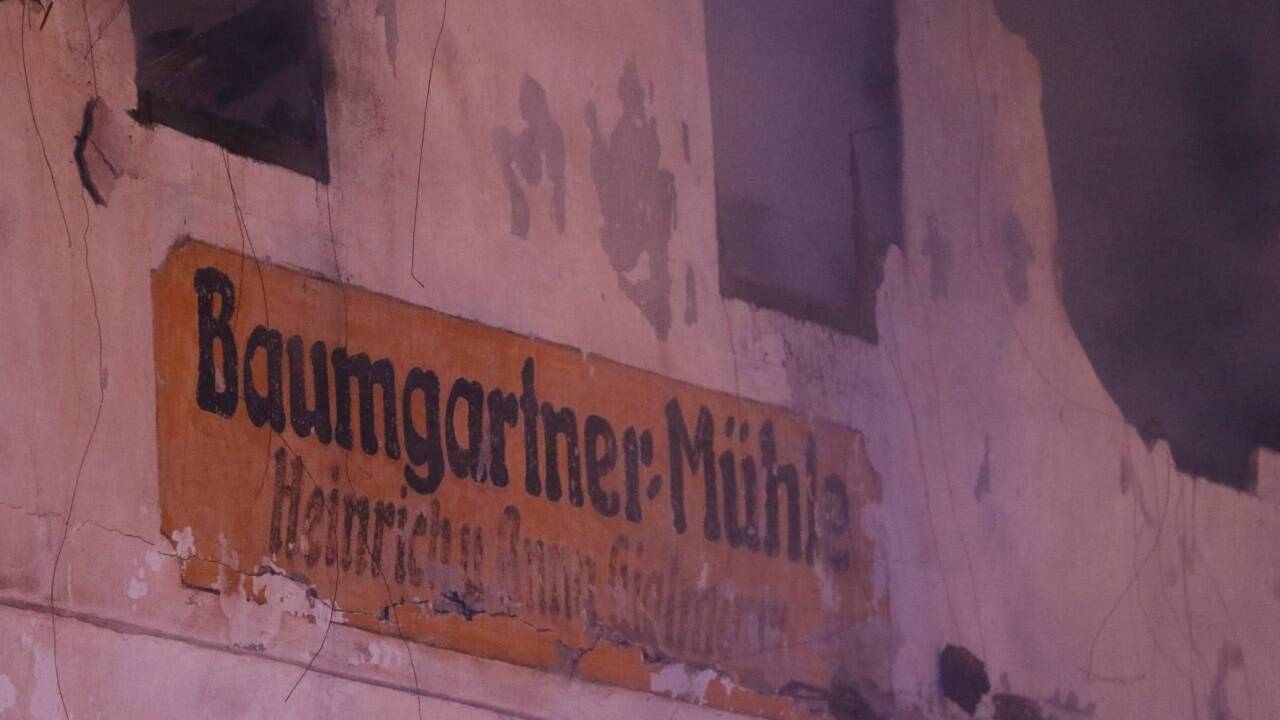 Baumgartner-Mühle
Heinrich u Anna